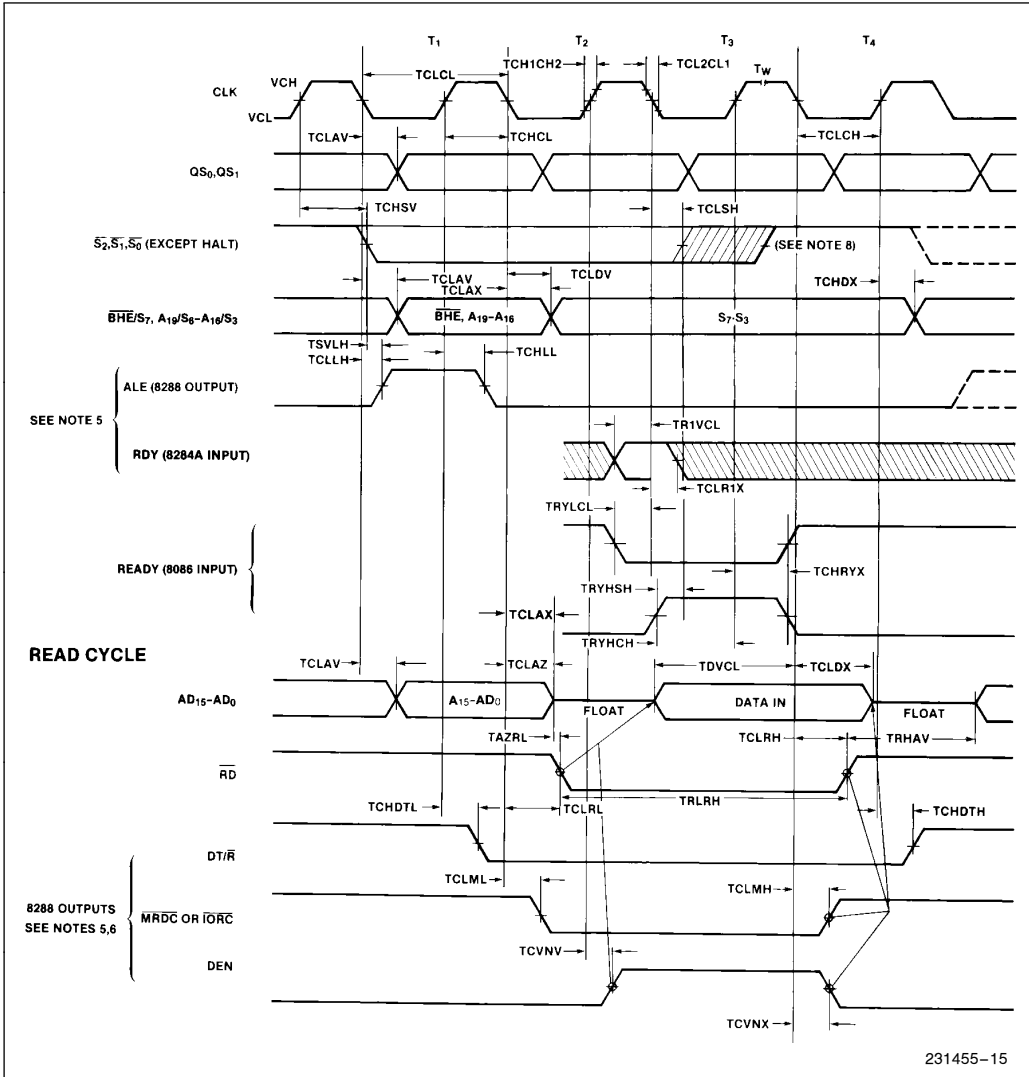 T1 T2 T3 T4
TCH1CH2 TCL2CL1
TCLCL TW
VCH
CLK
VCL
TCLAV TCHCL TCLCH
QS0,QS1
TCHSV TCLSH
S2,S1,S0 (EXCEPT HALT) (SEE NOTE 8)
TCLAV TCLDV
TCLAX TCHDX
BHE/S7, A19/S6-A16/S3 BHE, A19-A16 S7-S3
TSVLH TCHLL
TCLLH
ALE (8288 OUTPUT)
SEE NOTE 5
TR1VCL
RDY (8284A INPUT)
TCLR1X
TRYLCL
READY (8086 INPUT)
TCHRYX
TRYHSH
TCLAX
TRYHCH
READ CYCLE
TCLAV TCLAZ TDVCL TCLDX
AD15-AD0 A15-AD0 FLOAT DATA IN FLOAT
TAZRL TCLRH TRHAV
RD
TRLRH
TCHDTL TCLRL TCHDTH
DT/R
TCLML TCLMH
8288 OUTPUTS
SEE NOTES 5,6
MRDC OR IORC
TCVNV
DEN
TCVNX
231455-15